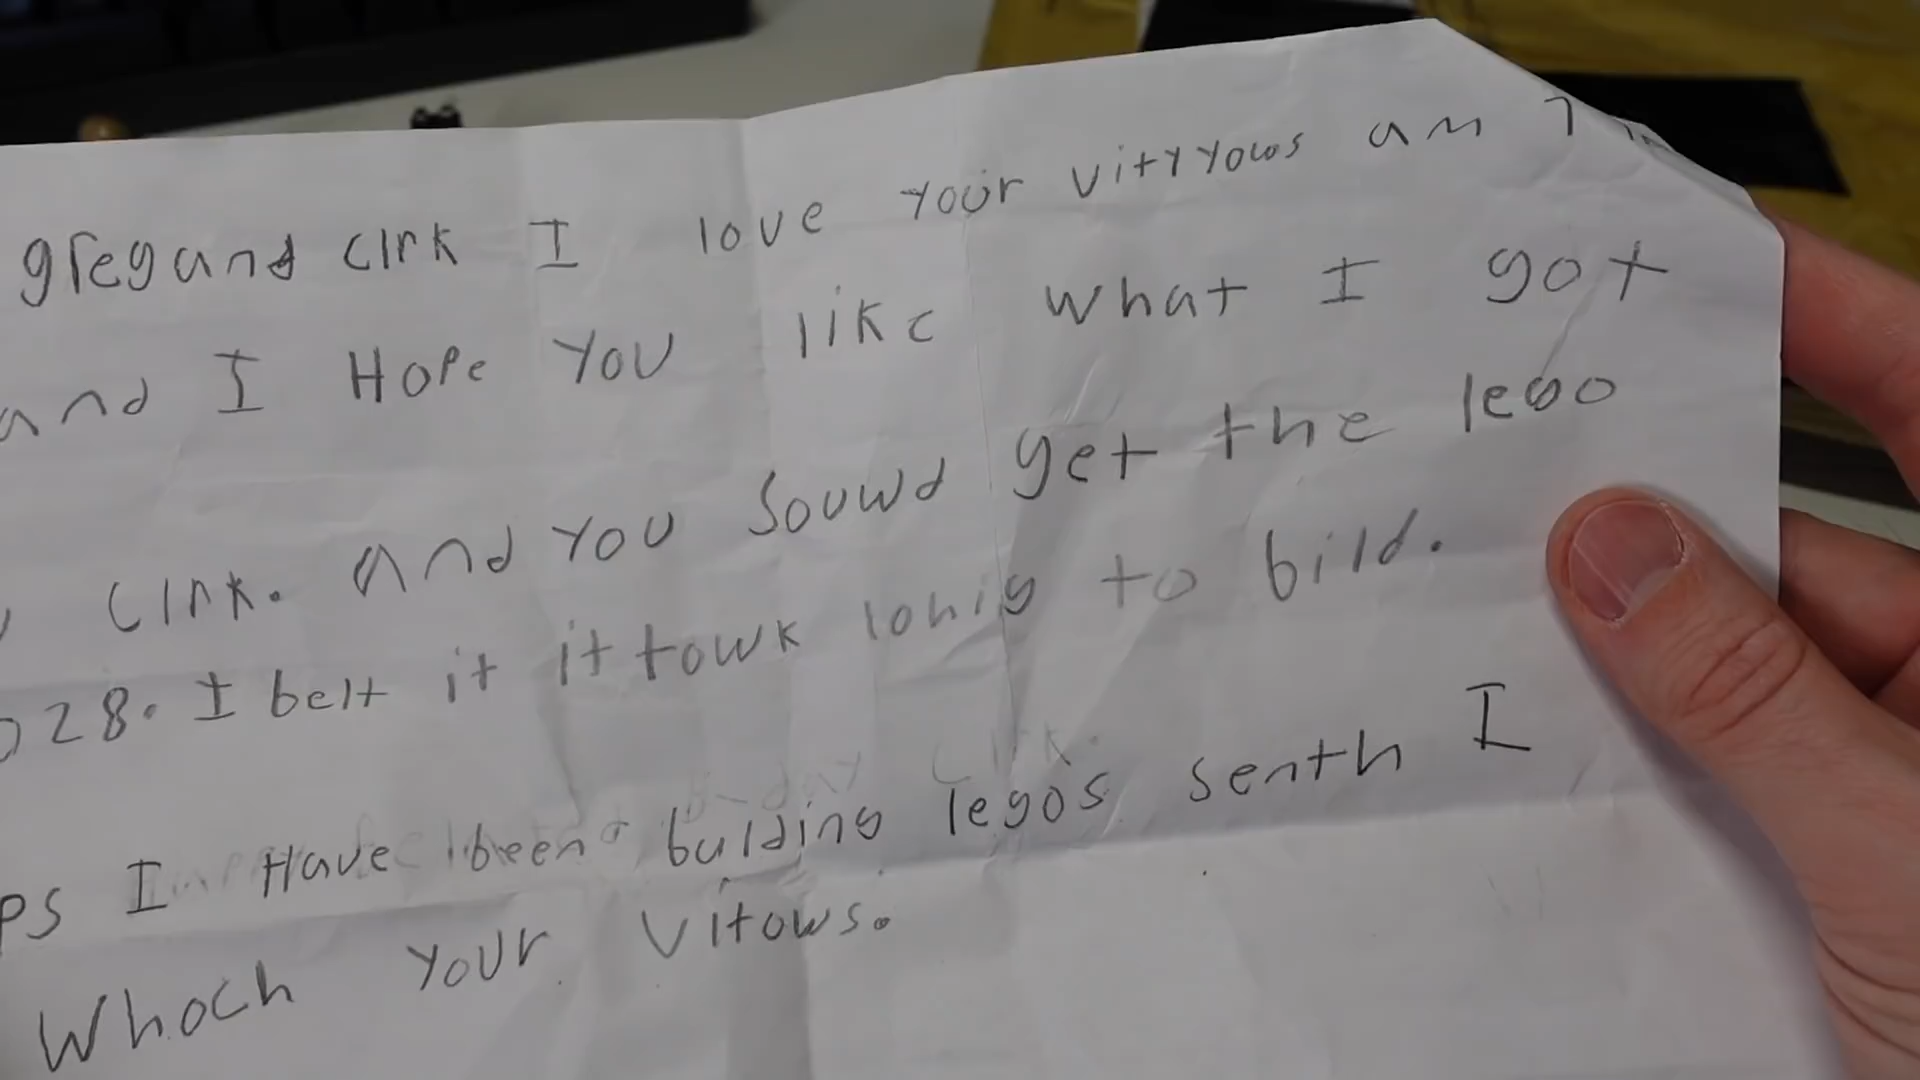 greg and clrk I love your vityyows am 7
and I Hope you like what I got
clrk. and you souwd get the lego
028. I belt it it towk lonig to bild.
PS I Have been bulding legos senth I
Whoch your vitows.